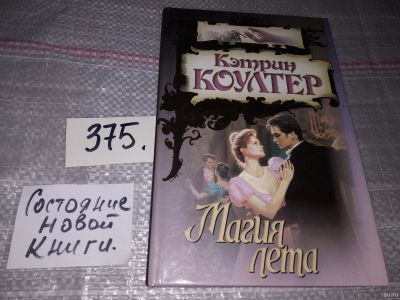 Кэтрин
КОУЛТЕР
375.
Состояние
новой
книги.
Магия
лета